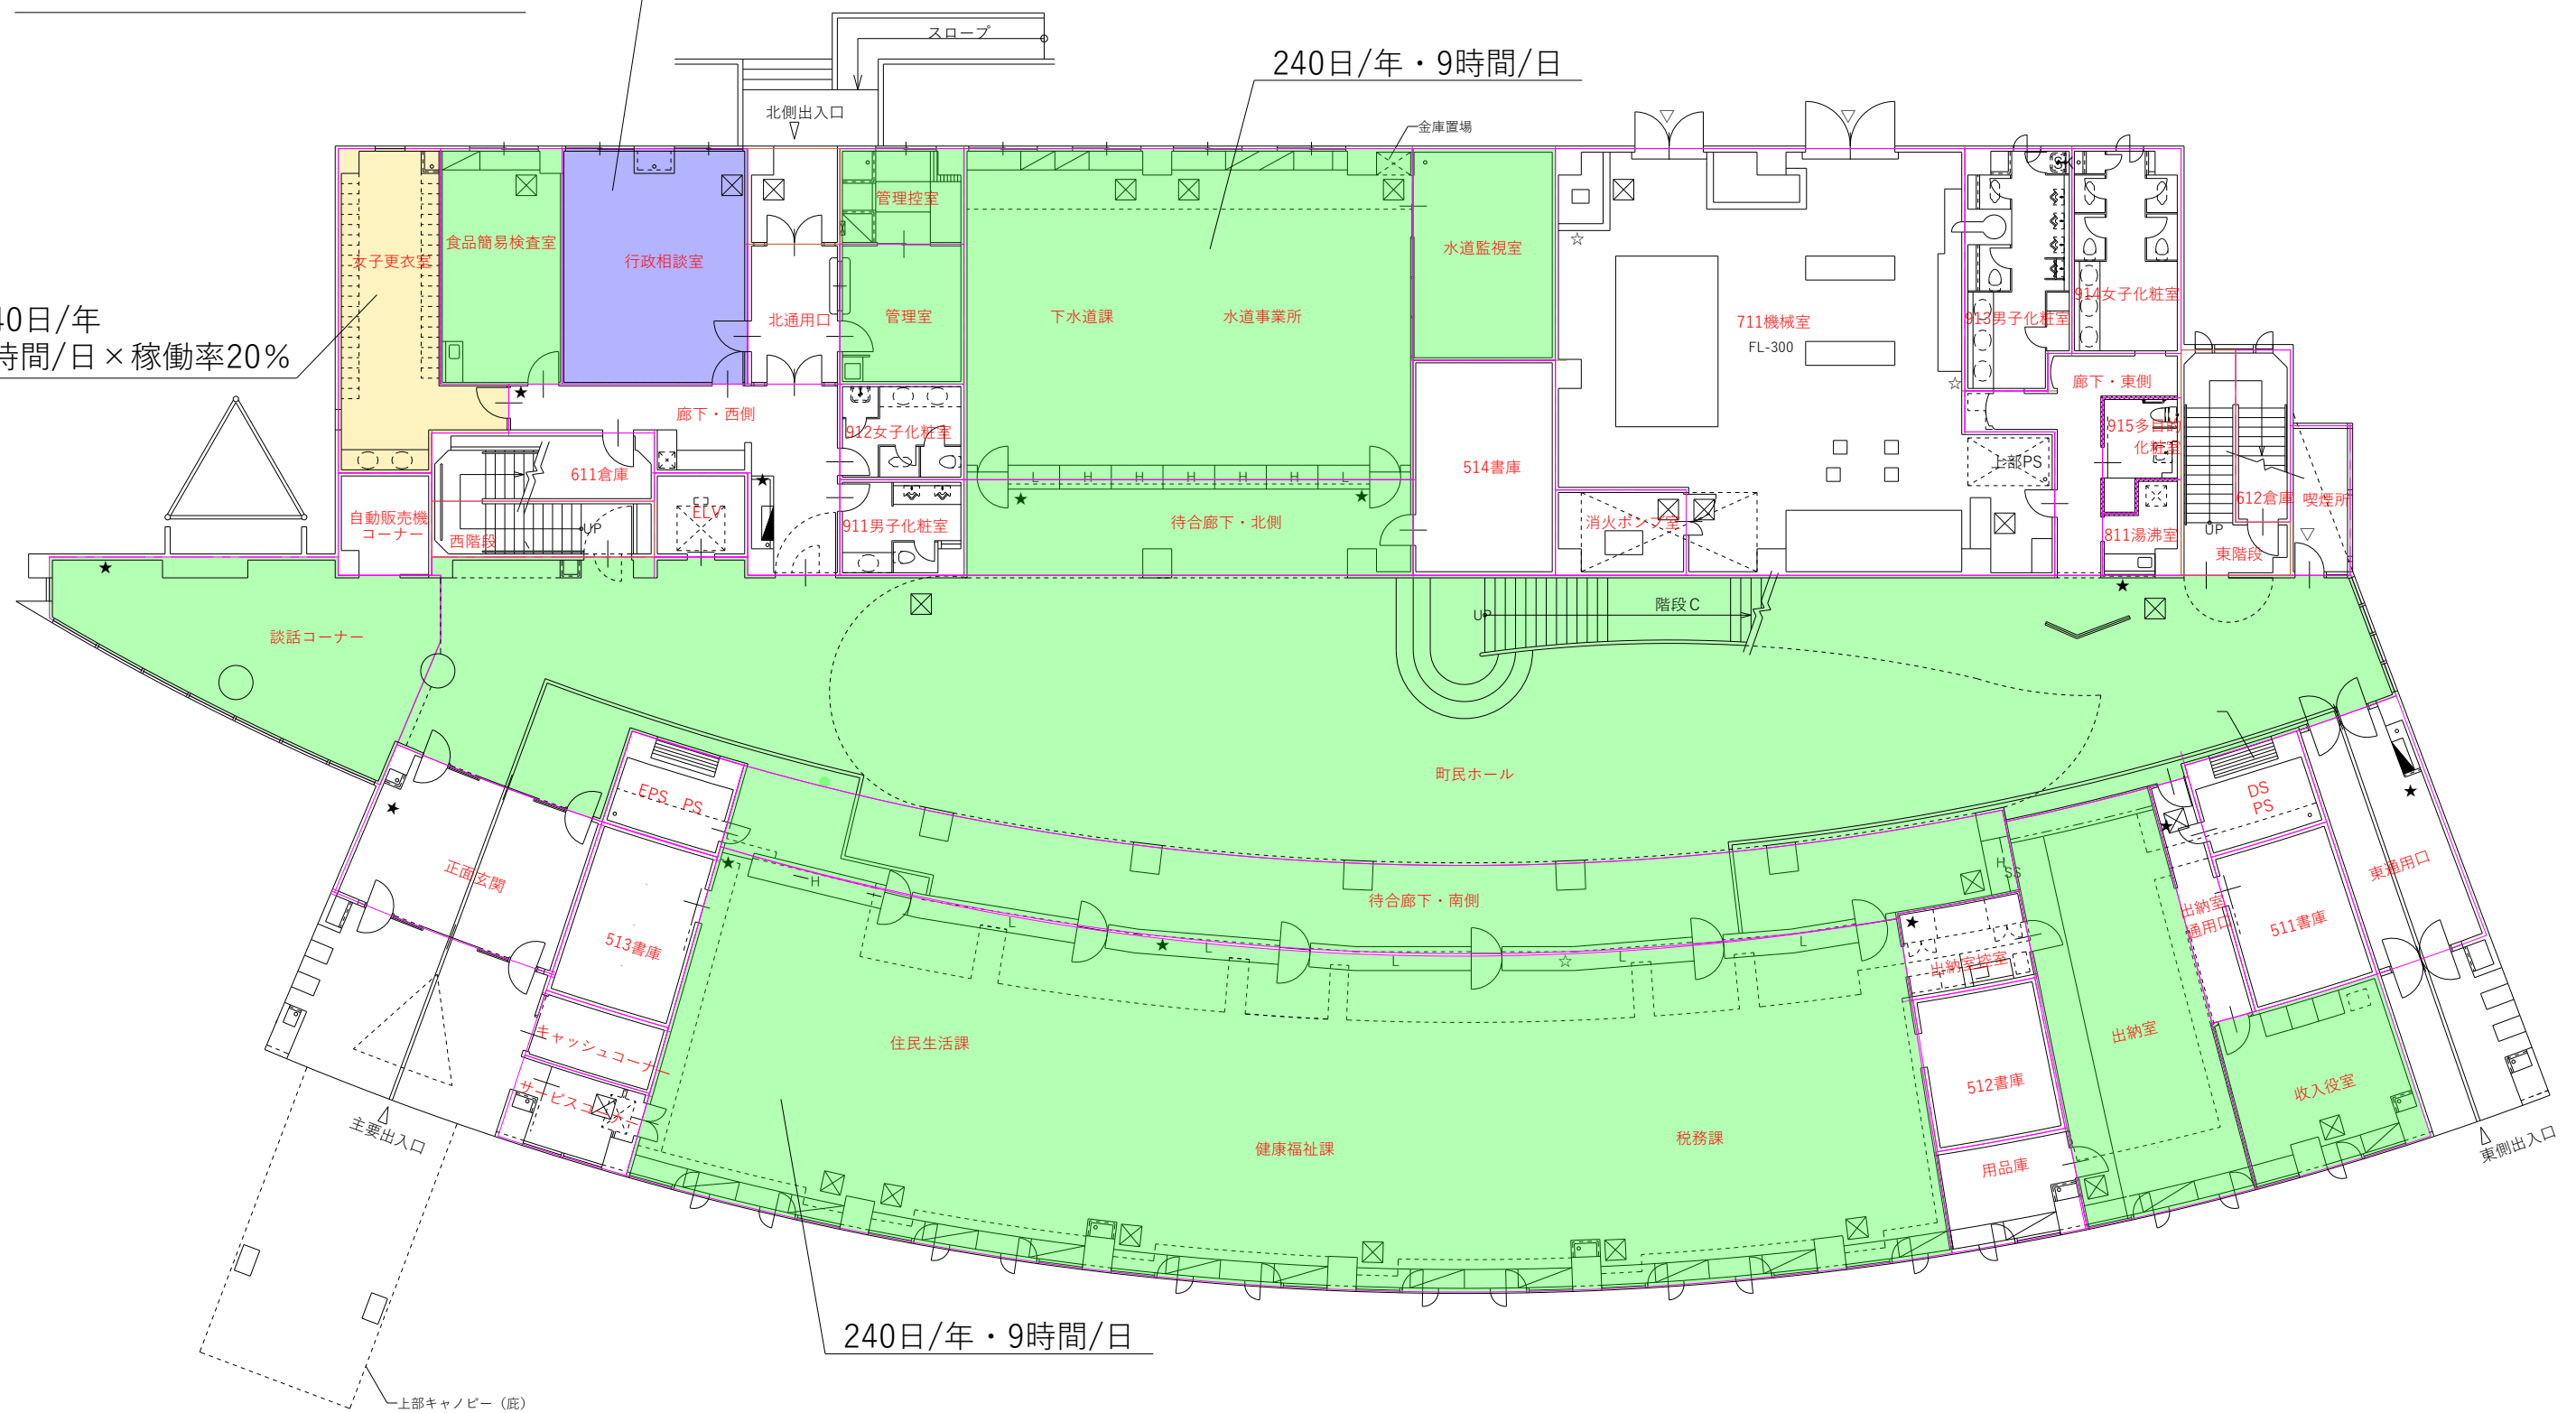 スロープ
240日/年・9時間/日
北側出入口
金庫置場
管理控室
食品簡易検査室
女子更衣室
行政相談室
水道監視室
914女子化粧室
40日/年
時間/日×稼働率20%
北通用口
管理室
下水道課
水道事業所
711機械室
FL-300
913男子化粧室
廊下・東側
廊下・西側
912女子化粧室
915多目的
化粧室
514書庫
上部PS
611倉庫
L H H H H H L
612倉庫
喫煙所
自動販売機
コーナー
ELV
911男子化粧室
待合廊下・北側
消火ポンプ室
UP
西階段
811湯沸室
UP
東階段
階段C
UP
談話コーナー
町民ホール
EPS PS
DS
PS
正面玄関
H
待合廊下・南側
H
SS
東通用口
513書庫
L
L
L
L
L
出納室
通用口
511書庫
出納室控室
キャッシュコーナー
住民生活課
出納室
サービスコーナー
健康福祉課
税務課
512書庫
収入役室
主要出入口
用品庫
東側出入口
240日/年・9時間/日
上部キャノピー（庇）